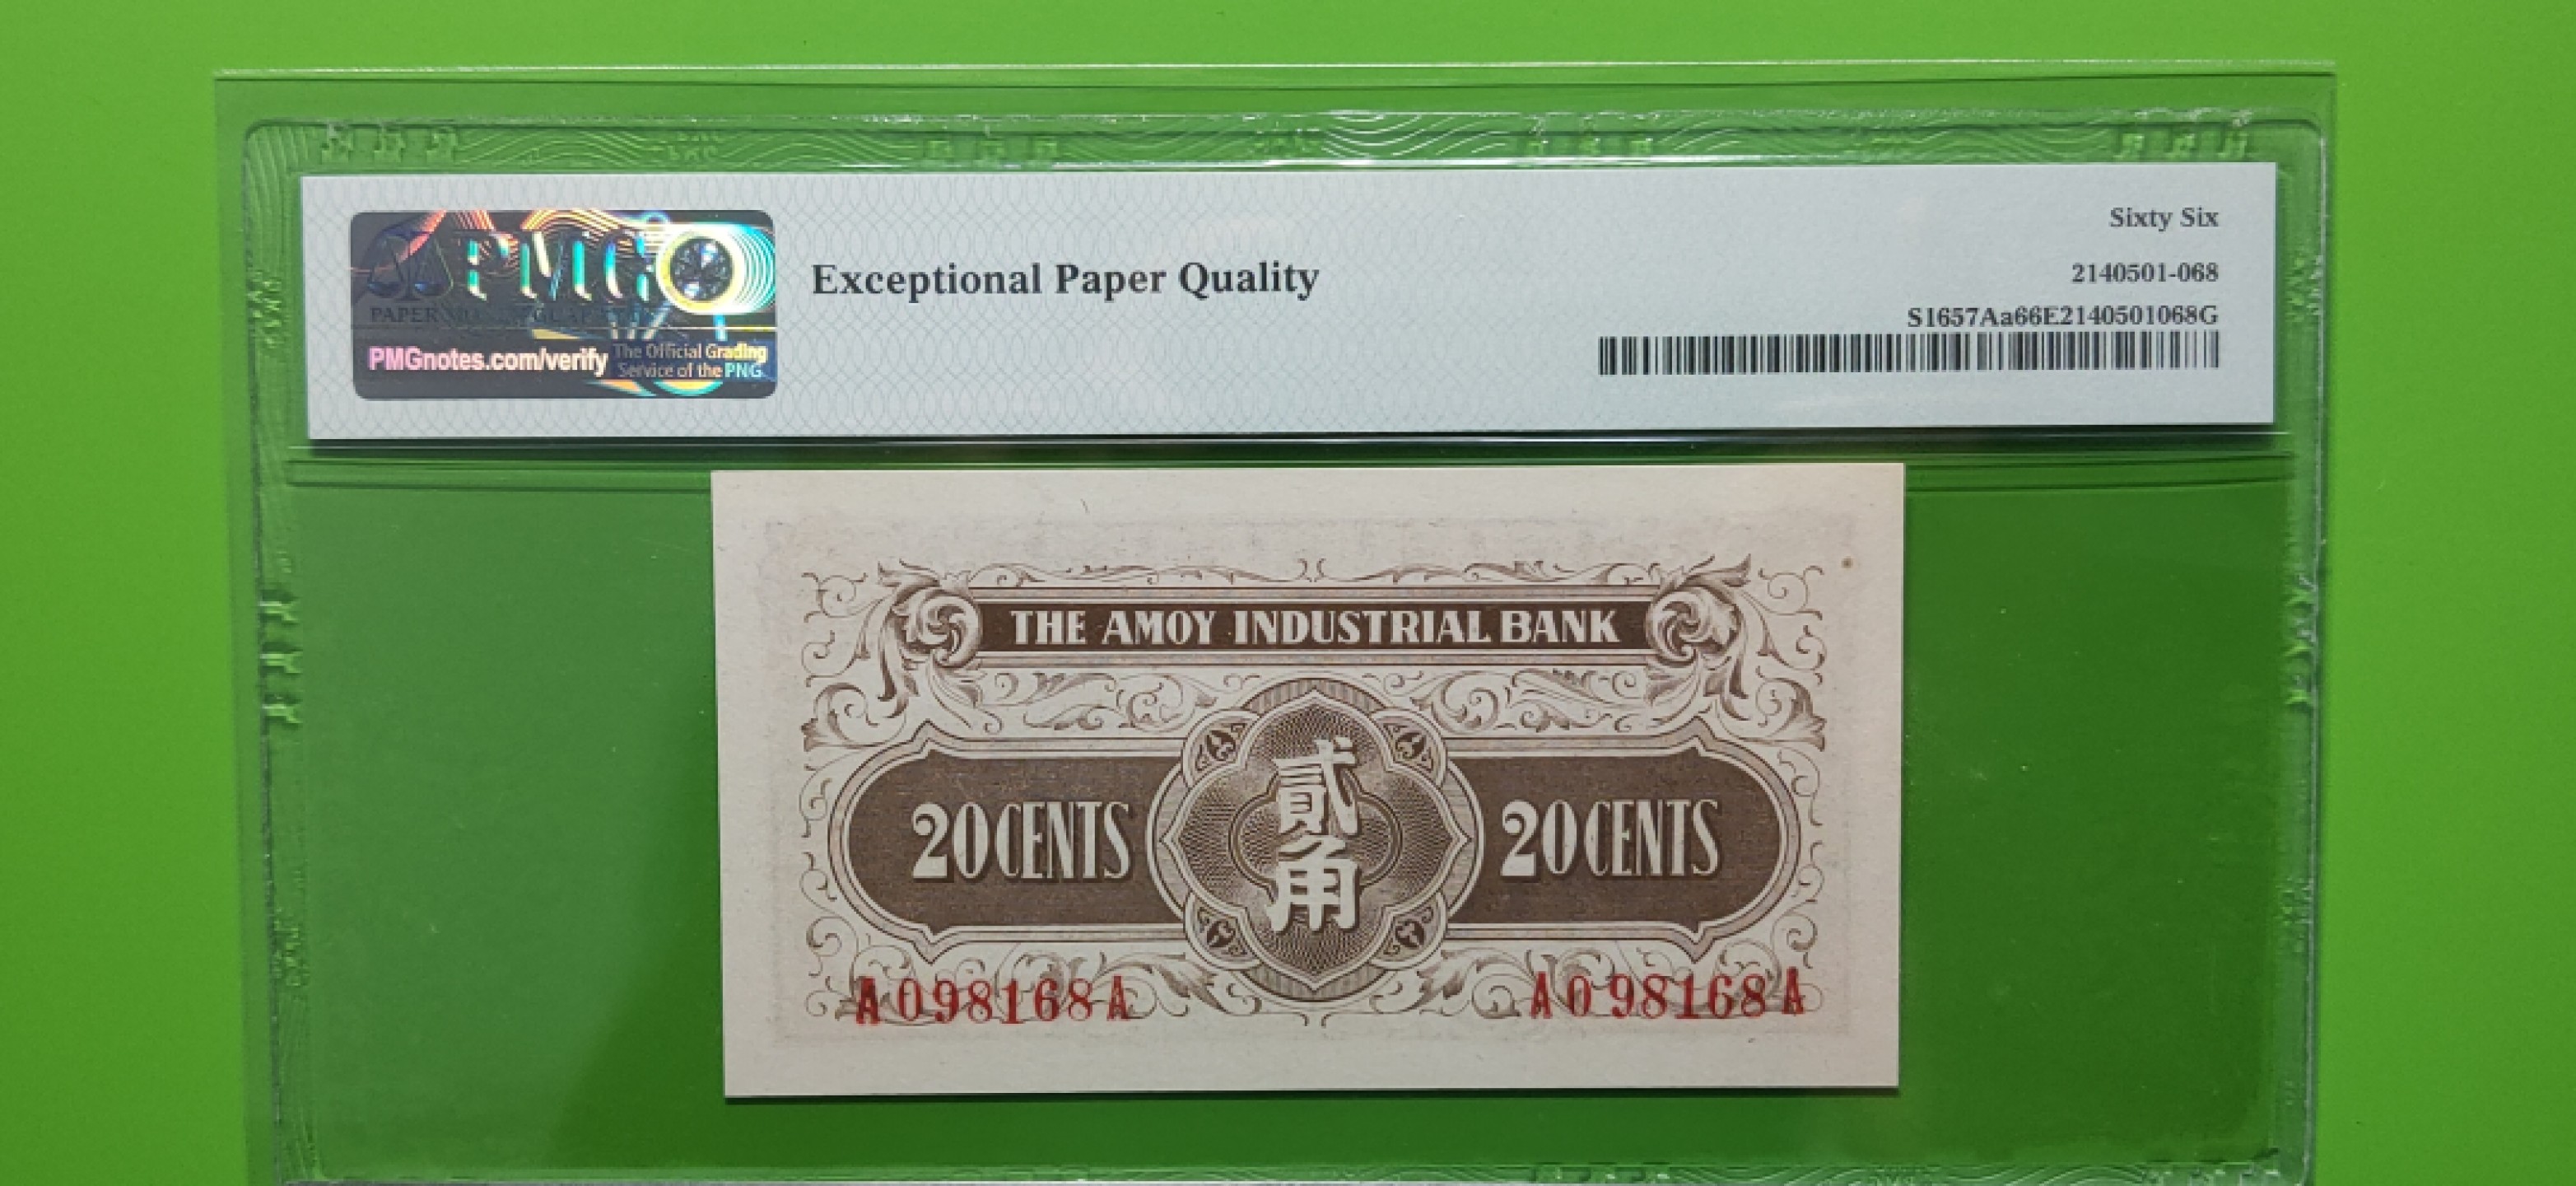 PMG
PAPER
PMGnotes.com/verify
The Official Grading
Service of the PNG
Exceptional Paper Quality
Sixty Six
2140501-068
S1657Aa66E2140501068G
THE AMOY INDUSTRIAL BANK
20 CENTS
貳角
20 CENTS
A098168A
A098168A